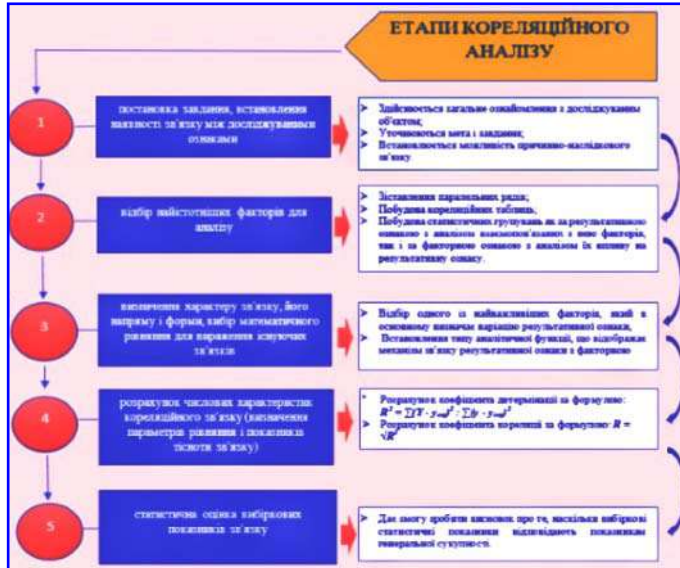 ЕТАПИ КОРЕЛЯЦІЙНОГО
АНАЛІЗУ
1
постановка завдання, встановлення
наявності зв'язку між досліджуваними
ознаками
➤ Здійснюється загальне ознайомлення з досліджуваним
об'єктом;
➤ Уточнюються мета і завдання;
➤ Встановлюється можливість причинно-наслідкового
зв'язку
2
відбір найістотніших факторів для
аналізу
➤ Зіставлення паралельних рядів;
➤ Побудова кореляційних таблиць;
➤ Побудова статистичних групувань як за результативною
ознакою з аналізом взаємопов'язаних з нею факторів,
так і за факторною ознакою з аналізом їх впливу на
результативну ознаку.
3
визначення характеру зв'язку, його
напряму і форми, вибір математичного
рівняння для вираження існуючих
зв'язків
➤ Відбір одного із найважливіших факторів, який в
основному визначає варіацію результативної ознаки,
➤ Встановлення типу аналітичної функції, що відображає
механізм зв'язку результативної ознаки з факторною
4
розрахунок числових характеристик
кореляційного зв'язку (визначення
параметрів рівняння і показників
тісноти зв'язку)
Розрахунок коефіцієнта детермінації за формулою:
➤ Розрахунок коефіцієнта кореляції за формулою: R =
√R²
5
статистична оцінка вибіркових
показників зв'язку
➤ Дає змогу зробити висновок про те, наскільки вибіркові
статистичні показники відповідають показникам
генеральної сукупності.